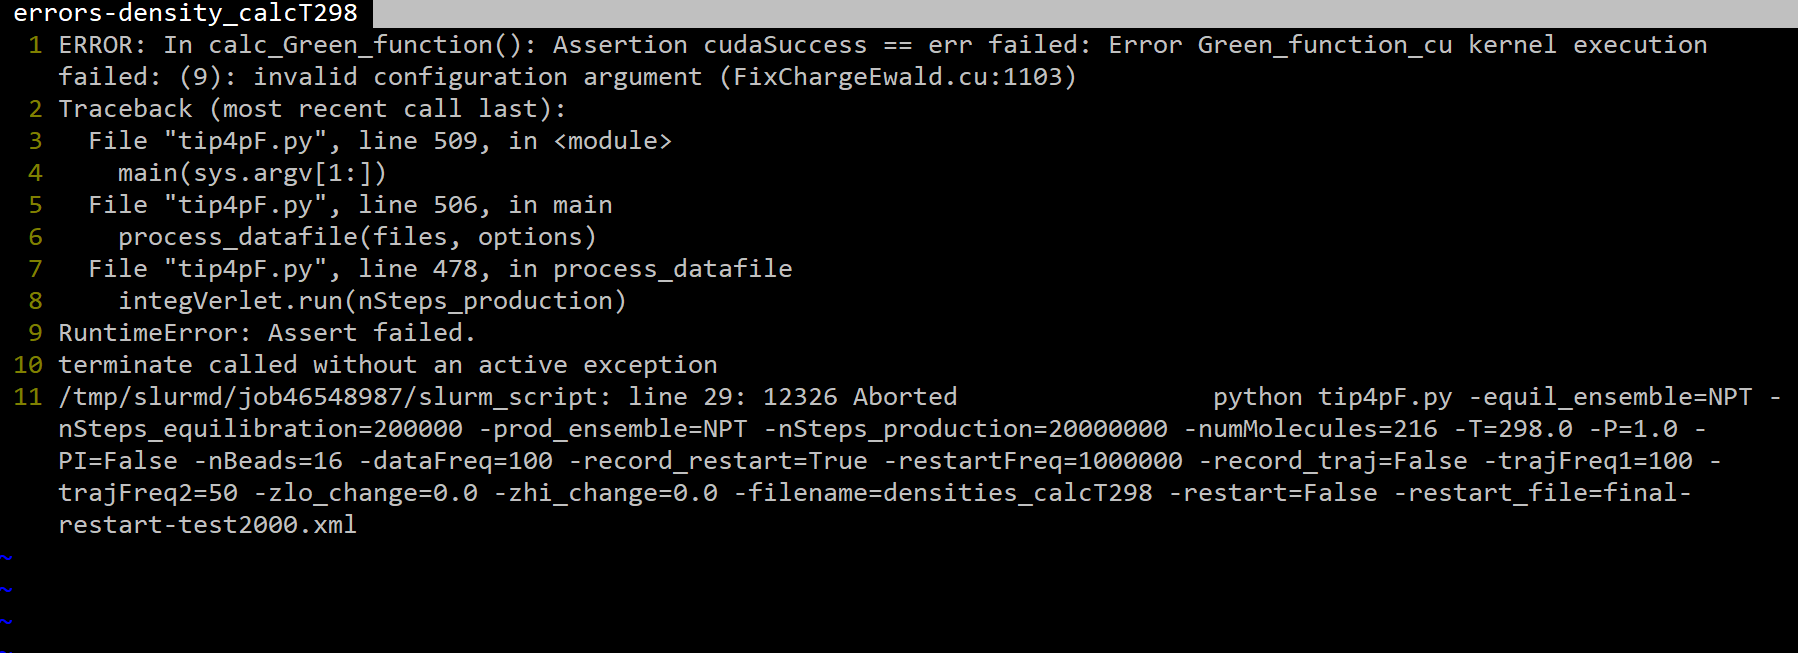 errors-density_calcT298
1 ERROR: In calc_Green_function(): Assertion cudaSuccess == err failed: Error Green_function_cu kernel execution
failed: (9): invalid configuration argument (FixChargeEwald.cu:1103)
2 Traceback (most recent call last):
3   File "tip4pF.py", line 509, in <module>
4     main(sys.argv[1:])
5   File "tip4pF.py", line 506, in main
6     process_datafile(files, options)
7   File "tip4pF.py", line 478, in process_datafile
8     integVerlet.run(nSteps_production)
9 RuntimeError: Assert failed.
10 terminate called without an active exception
11 /tmp/slurmd/job46548987/slurm_script: line 29: 12326 Aborted                 python tip4pF.py -equil_ensemble=NPT -
nSteps_equilibration=200000 -prod_ensemble=NPT -nSteps_production=20000000 -numMolecules=216 -T=298.0 -P=1.0 -
PI=False -nBeads=16 -dataFreq=100 -record_restart=True -restartFreq=1000000 -record_traj=False -trajFreq1=100 -
trajFreq2=50 -zlo_change=0.0 -zhi_change=0.0 -filename=densities_calcT298 -restart=False -restart_file=final-
restart-test2000.xml
~
~
~
~